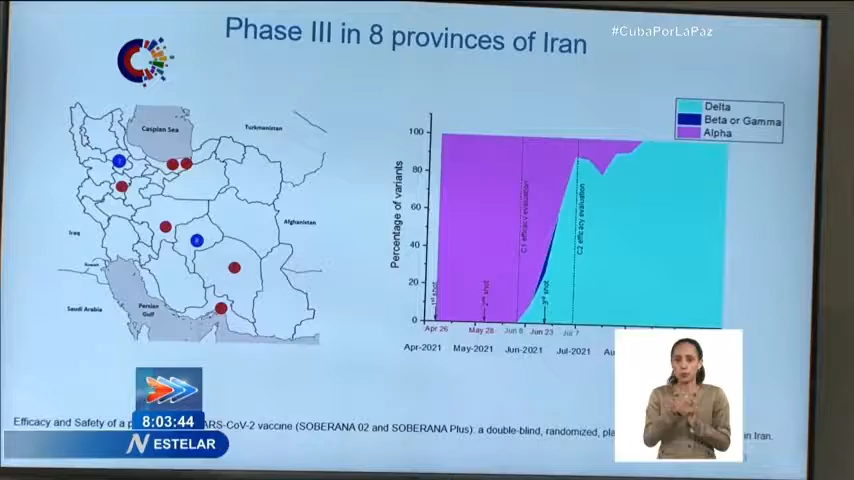 Phase III in 8 provinces of Iran
#CubaPorLaPaz
Caspian Sea
Turkmenistan
Afghanistan
Iraq
Kuwait
Saudi Arabia
Persian
Gulf
Delta
Beta or Gamma
Alpha
Percentage of variants
100
80
60
40
20
0
C1 efficacy evaluation
C2 efficacy evaluation
1st shot
2nd shot
3rd shot
Apr 26
May 28
Jun 8
Jun 23
Jul 7
Apr-2021
May-2021
Jun-2021
Jul-2021
Efficacy and Safety of a
ARS-CoV-2 vaccine (SOBERANA 02 and SOBERANA Plus): a double-blind, randomized,
in Iran.
8:03:44
N ESTELAR